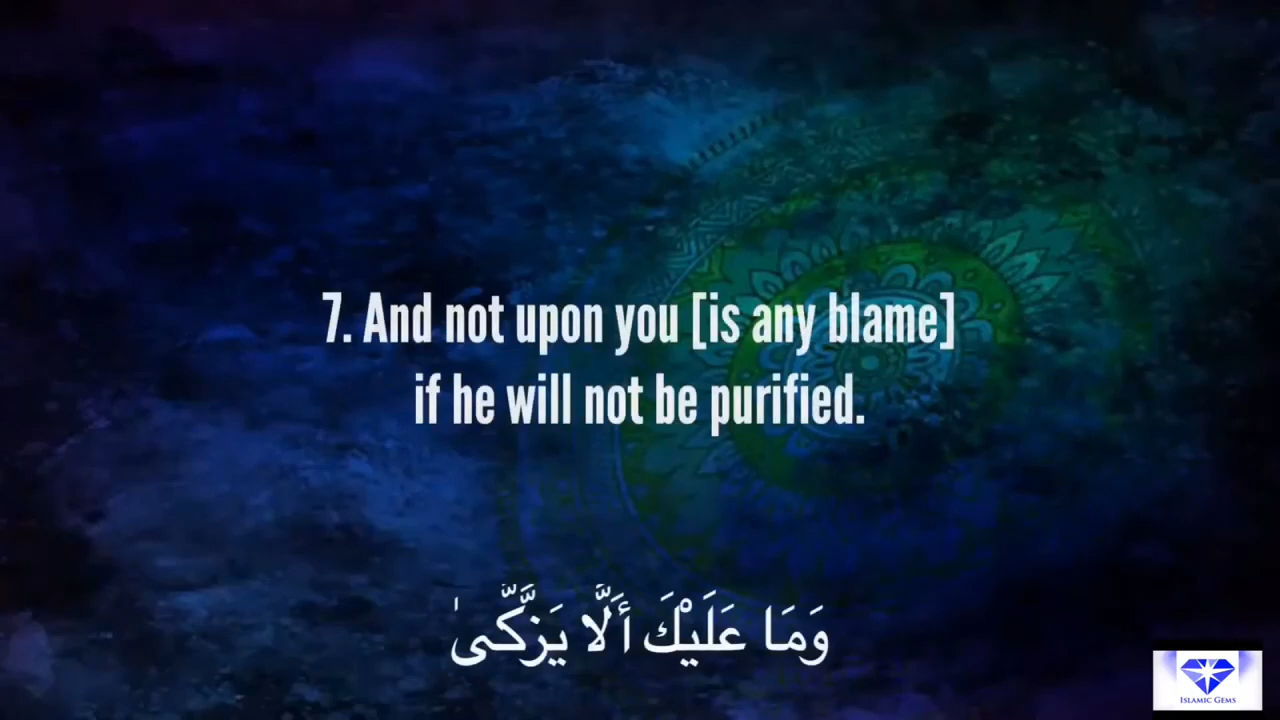 7. And not upon you [is any blame]
if he will not be purified.
وَمَا عَلَيْكَ أَلَّا يَزَّكَّىٰ
ISLAMIC GEMS